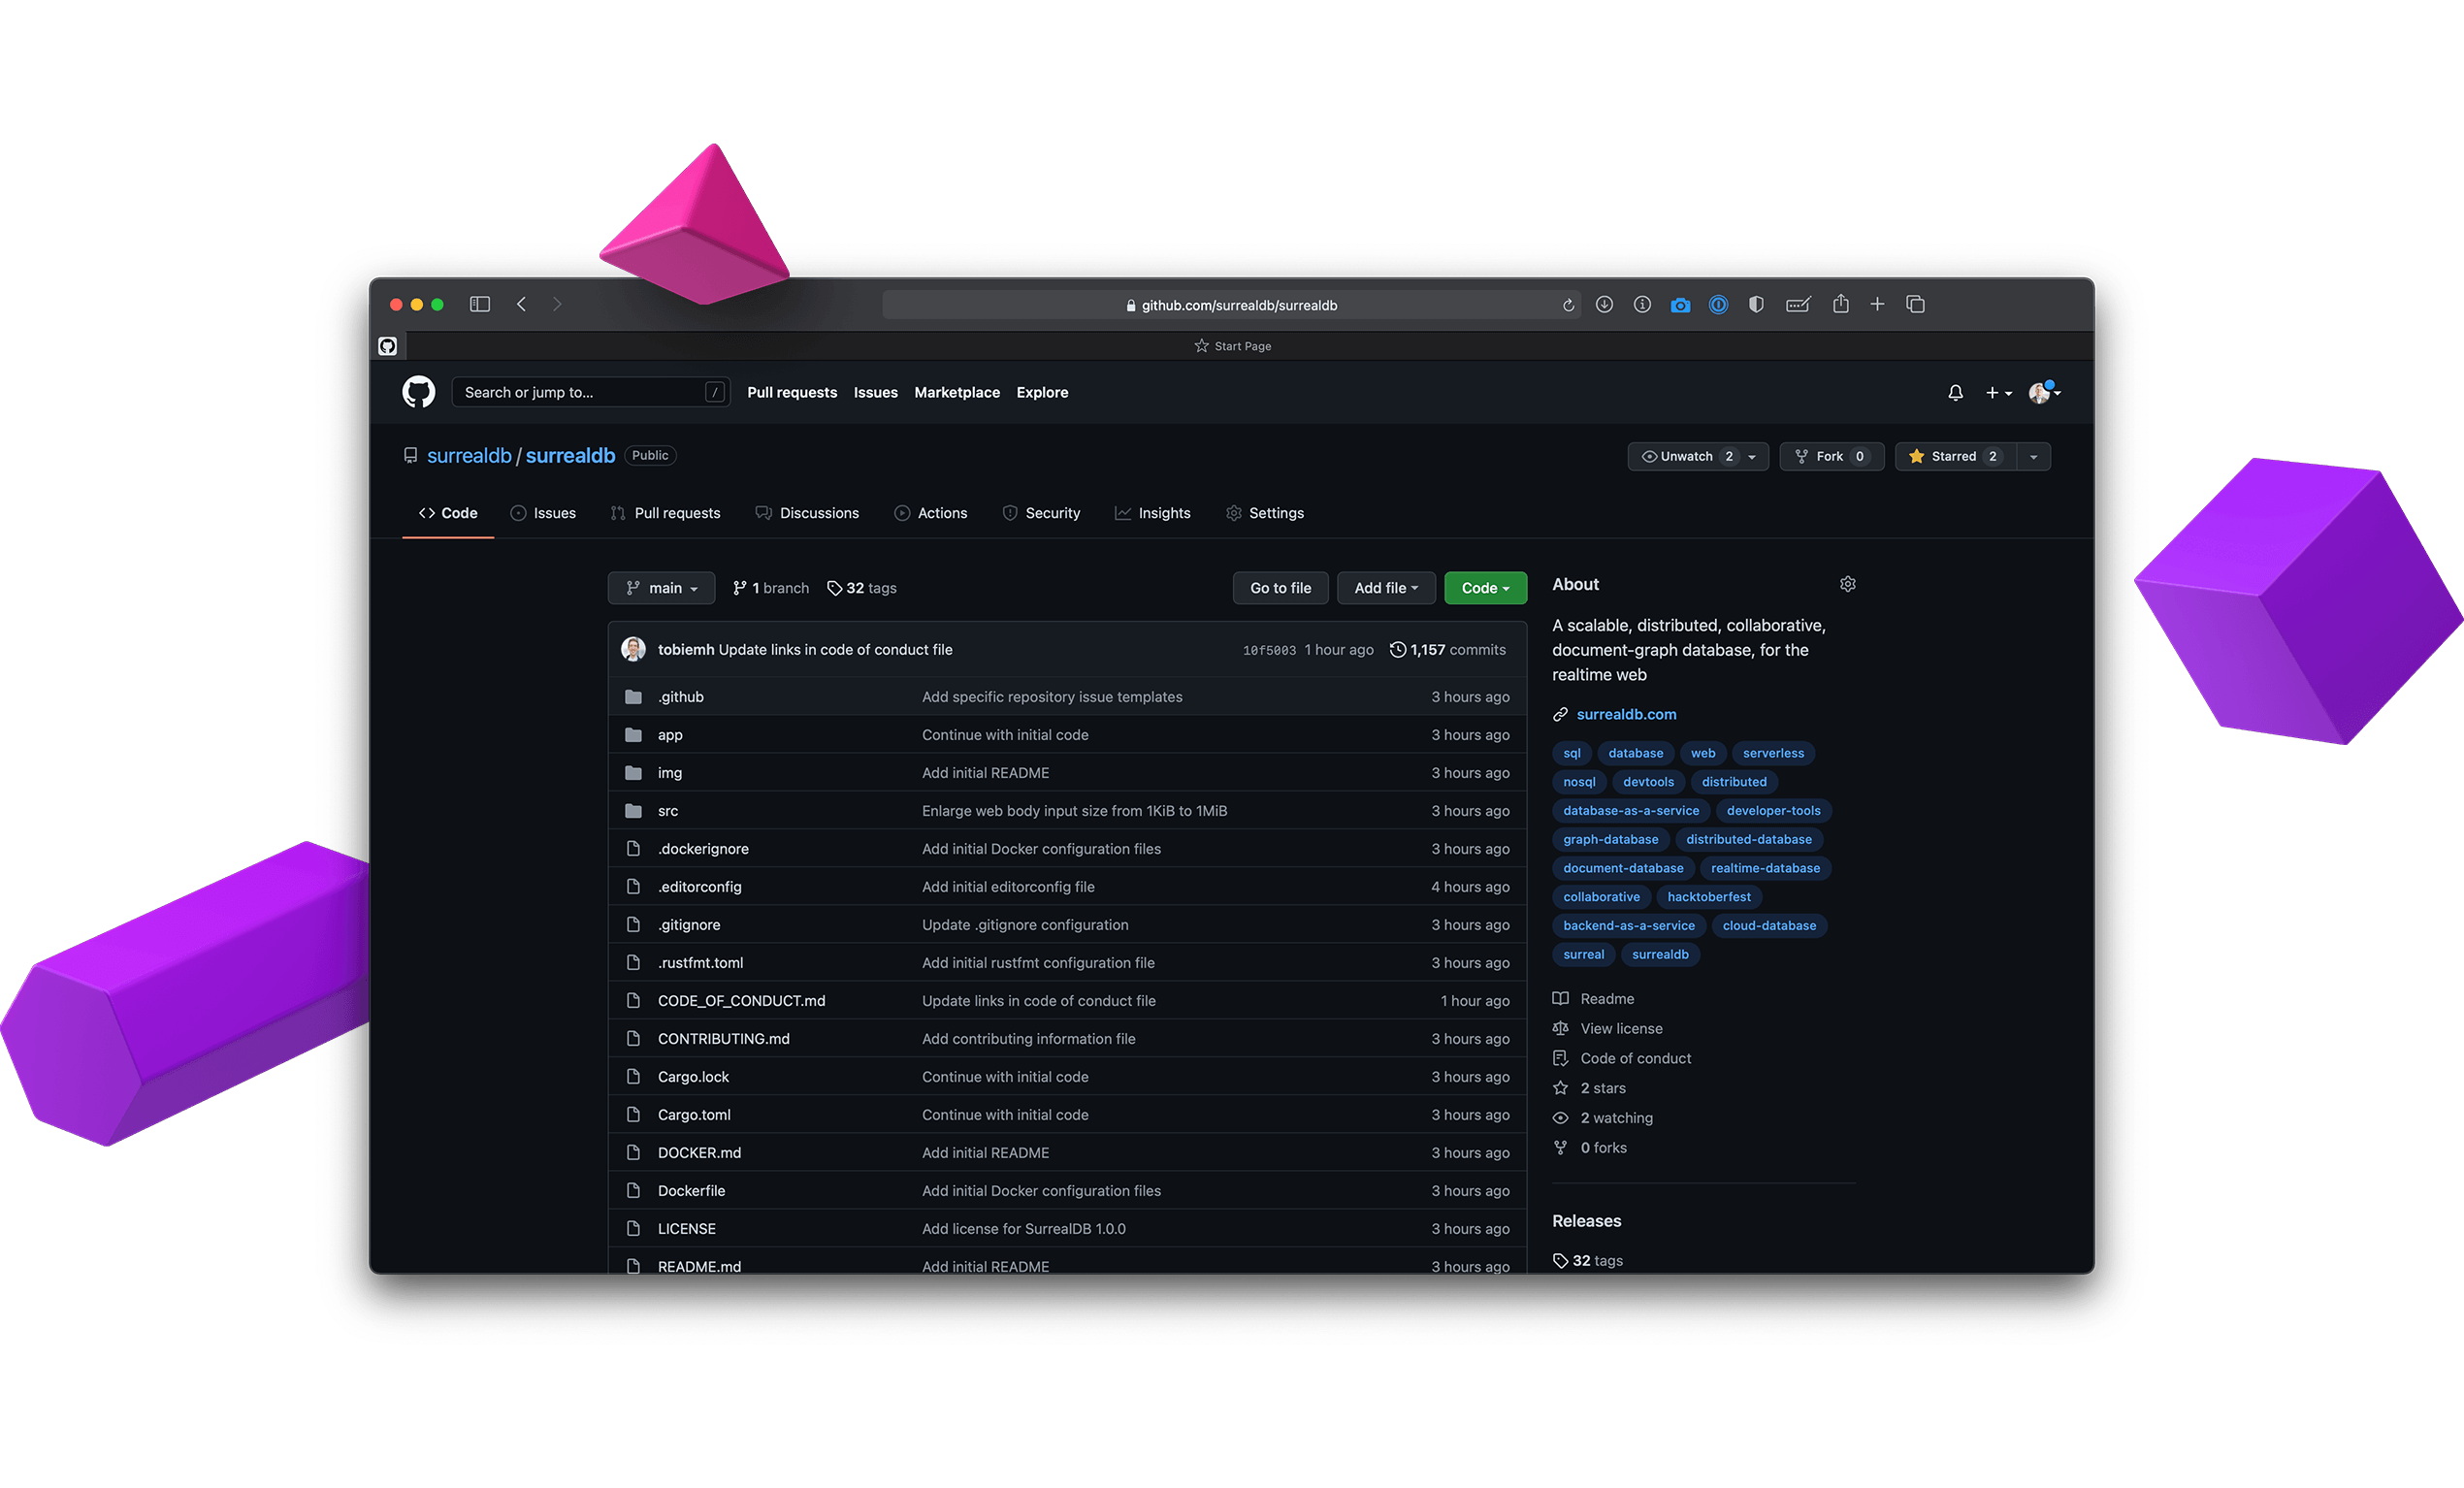 github.com/surrealdb/surrealdb
Start Page
Search or jump to... / Pull requests Issues Marketplace Explore
surrealdb / surrealdb Public
Unwatch 2 Fork 0 Starred 2
Code Issues Pull requests Discussions Actions Security Insights Settings
main 1 branch 32 tags Go to file Add file Code
tobiemh Update links in code of conduct file 10f5003 1 hour ago 1,157 commits
.github Add specific repository issue templates 3 hours ago
app Continue with initial code 3 hours ago
img Add initial README 3 hours ago
src Enlarge web body input size from 1KiB to 1MiB 3 hours ago
.dockerignore Add initial Docker configuration files 3 hours ago
.editorconfig Add initial editorconfig file 4 hours ago
.gitignore Update .gitignore configuration 3 hours ago
.rustfmt.toml Add initial rustfmt configuration file 3 hours ago
CODE_OF_CONDUCT.md Update links in code of conduct file 1 hour ago
CONTRIBUTING.md Add contributing information file 3 hours ago
Cargo.lock Continue with initial code 3 hours ago
Cargo.toml Continue with initial code 3 hours ago
DOCKER.md Add initial README 3 hours ago
Dockerfile Add initial Docker configuration files 3 hours ago
LICENSE Add license for SurrealDB 1.0.0 3 hours ago
README.md Add initial README 3 hours ago
About
A scalable, distributed, collaborative,
document-graph database, for the
realtime web
surrealdb.com
sql database web serverless
nosql devtools distributed
database-as-a-service developer-tools
graph-database distributed-database
document-database realtime-database
collaborative hacktoberfest
backend-as-a-service cloud-database
surreal surrealdb
Readme
View license
Code of conduct
2 stars
2 watching
0 forks
Releases
32 tags